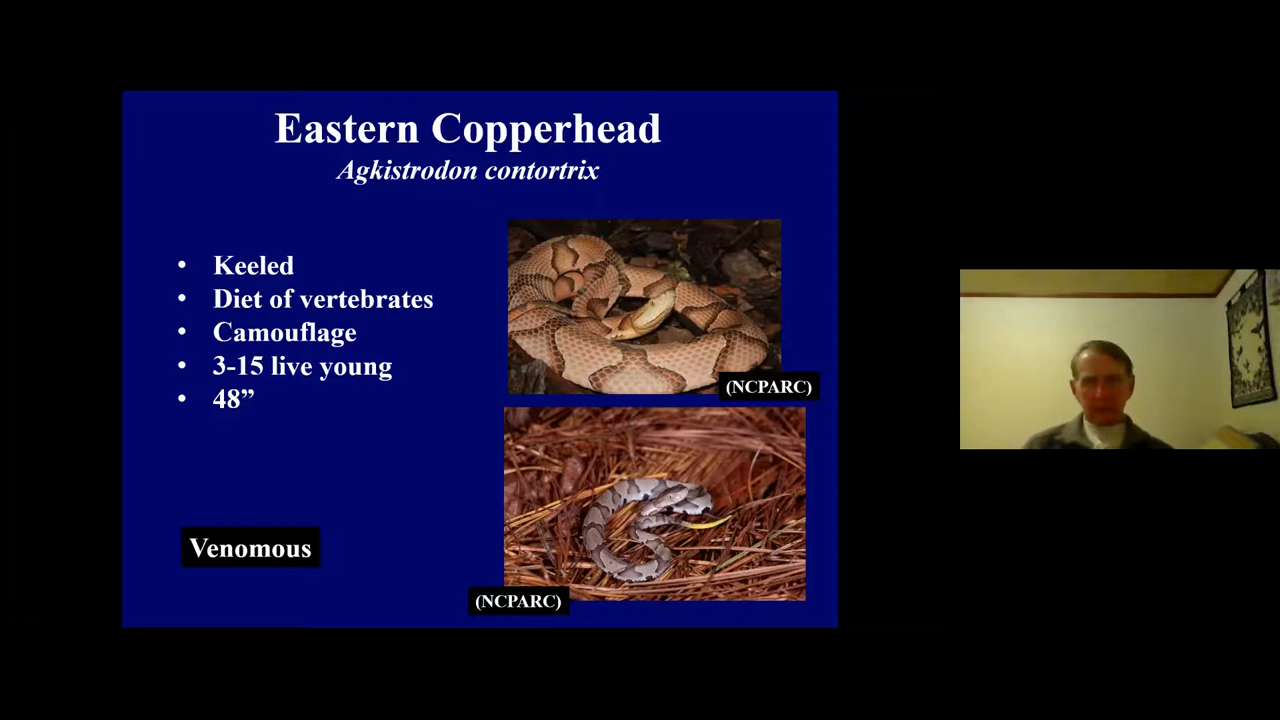 Eastern Copperhead
Agkistrodon contortrix
• Keeled
• Diet of vertebrates
• Camouflage
• 3-15 live young
• 48”
(NCPARC)
Venomous
(NCPARC)